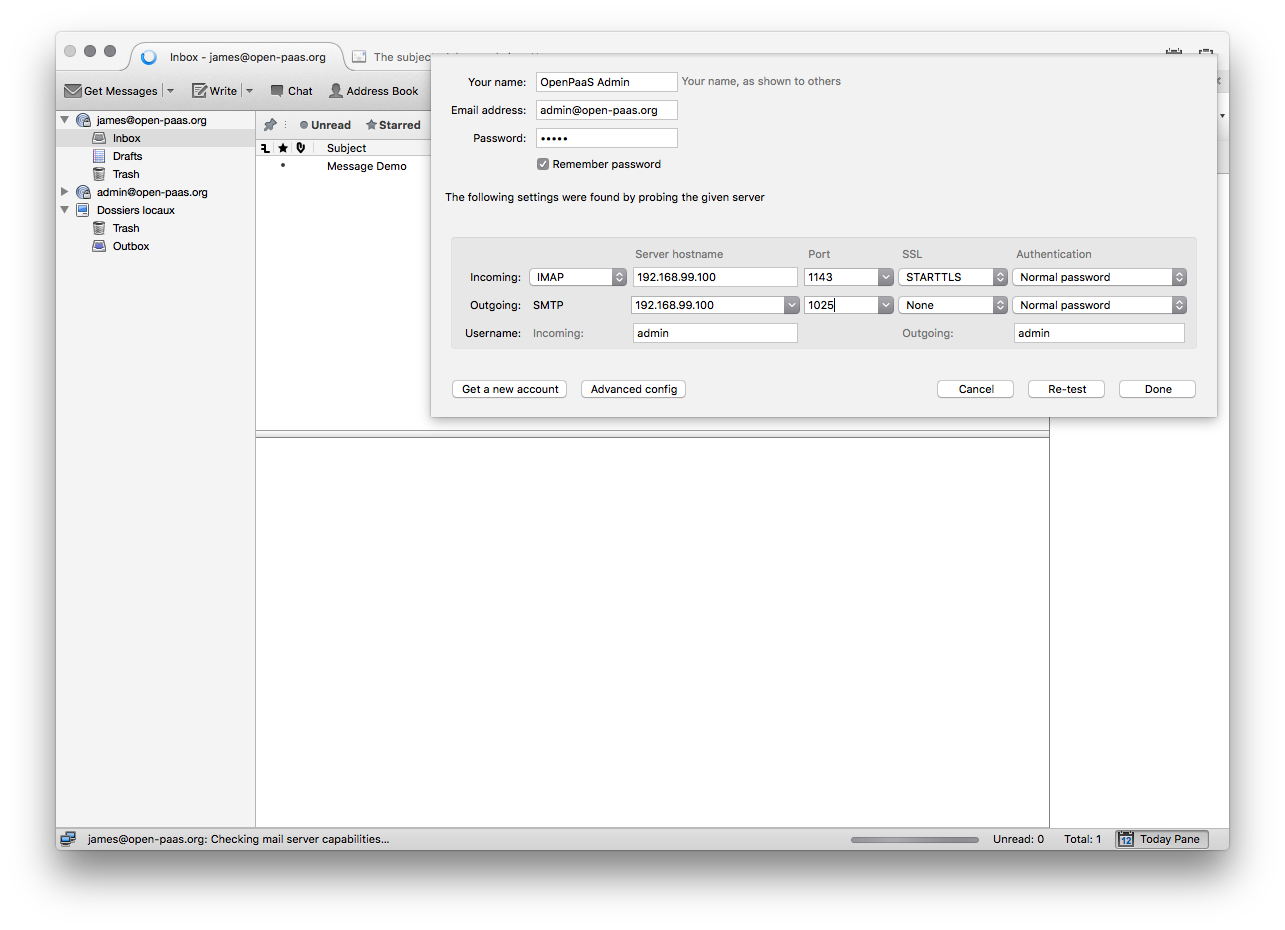 Inbox - james@open-paas.org
The subjec
Get Messages
Write
Chat
Address Book
james@open-paas.org
Inbox
Drafts
Trash
admin@open-paas.org
Dossiers locaux
Trash
Outbox
Unread
Starred
Subject
Message Demo
Your name: OpenPaaS Admin Your name, as shown to others
Email address: admin@open-paas.org
Password: •••••
Remember password
The following settings were found by probing the given server
Server hostname Port SSL Authentication
Incoming: IMAP 192.168.99.100 1143 STARTTLS Normal password
Outgoing: SMTP 192.168.99.100 1025 None Normal password
Username: Incoming: admin Outgoing: admin
Get a new account Advanced config Cancel Re-test Done
james@open-paas.org: Checking mail server capabilities... Unread: 0 Total: 1 12 Today Pane